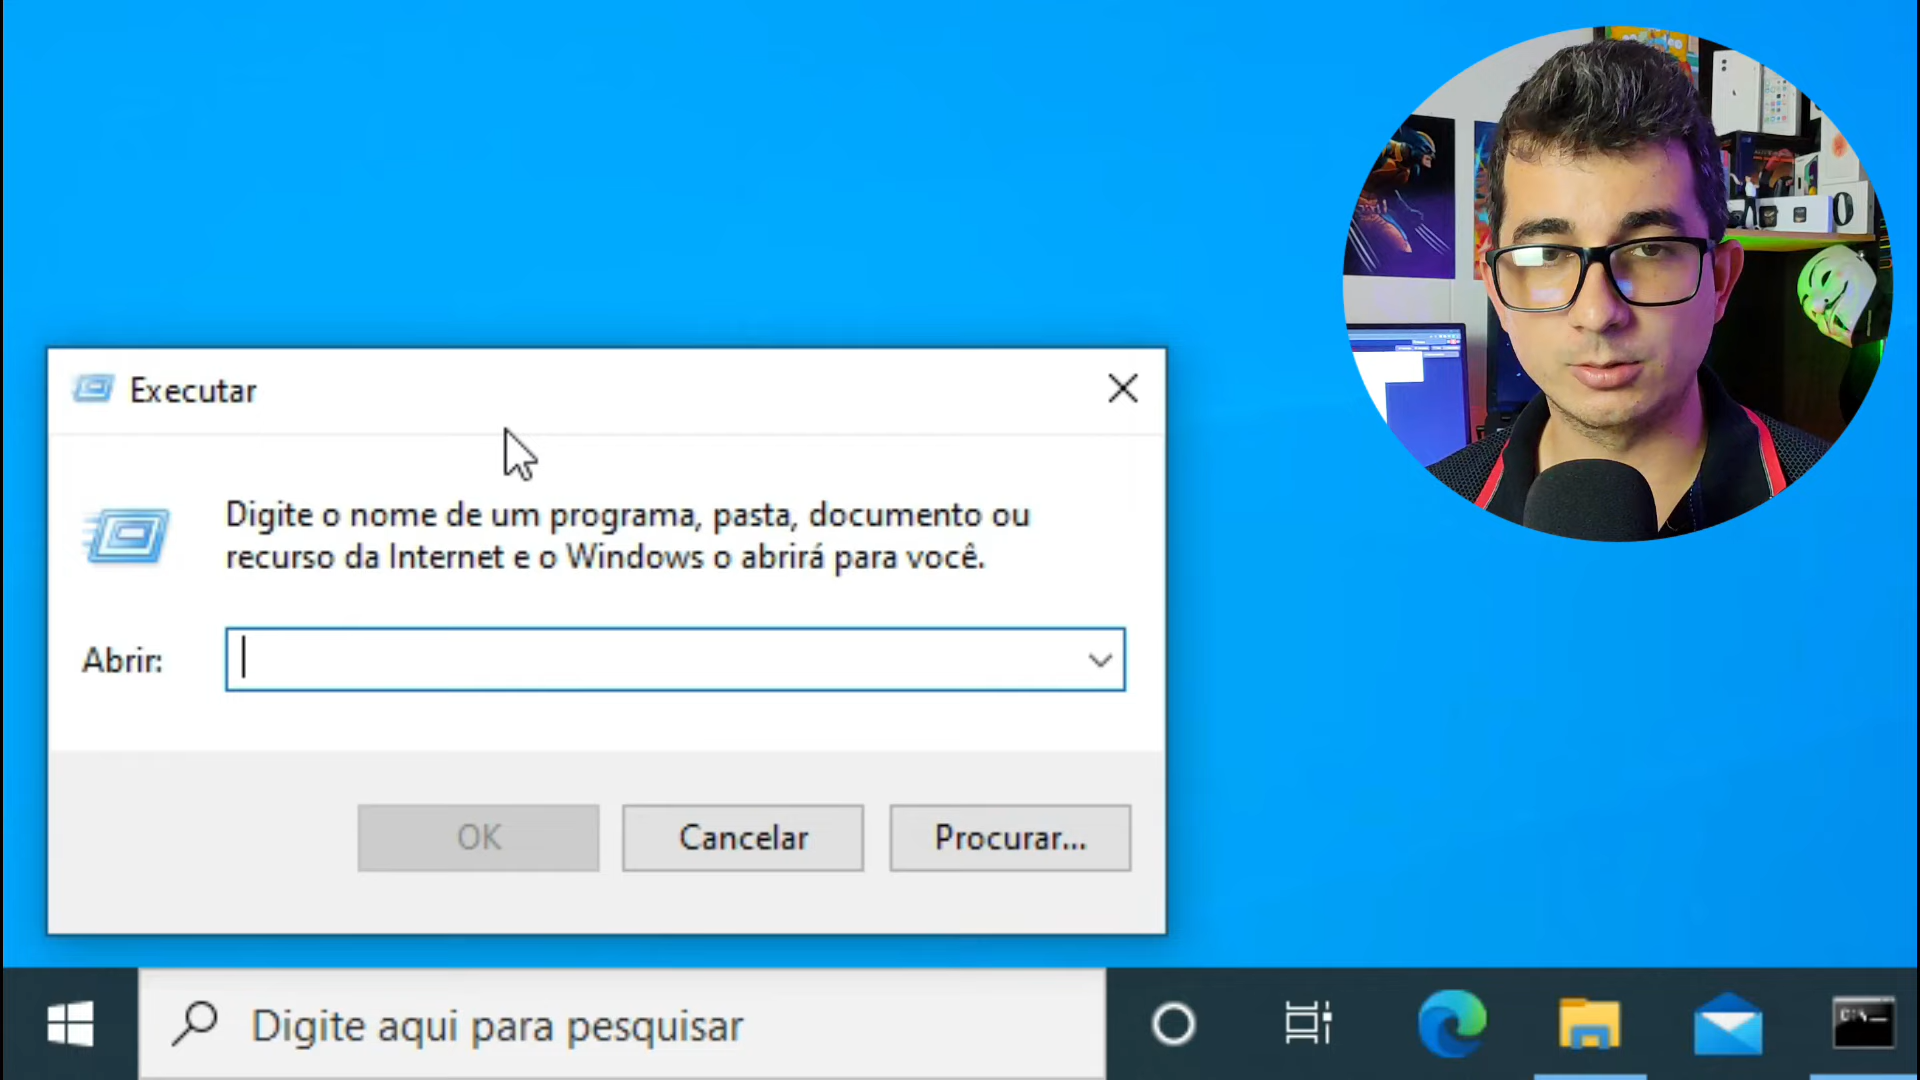 Executar
Digite o nome de um programa, pasta, documento ou
recurso da Internet e o Windows o abrirá para você.
Abrir:
OK
Cancelar
Procurar...
Digite aqui para pesquisar
C:\